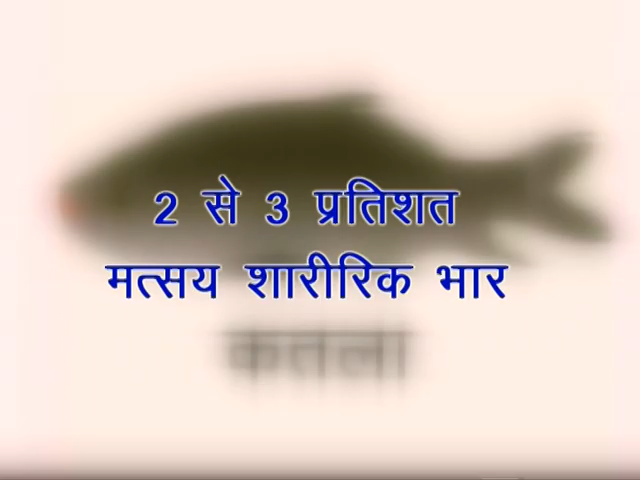 2 से 3 प्रतिशत
मत्सय शारीरिक भार
कतला